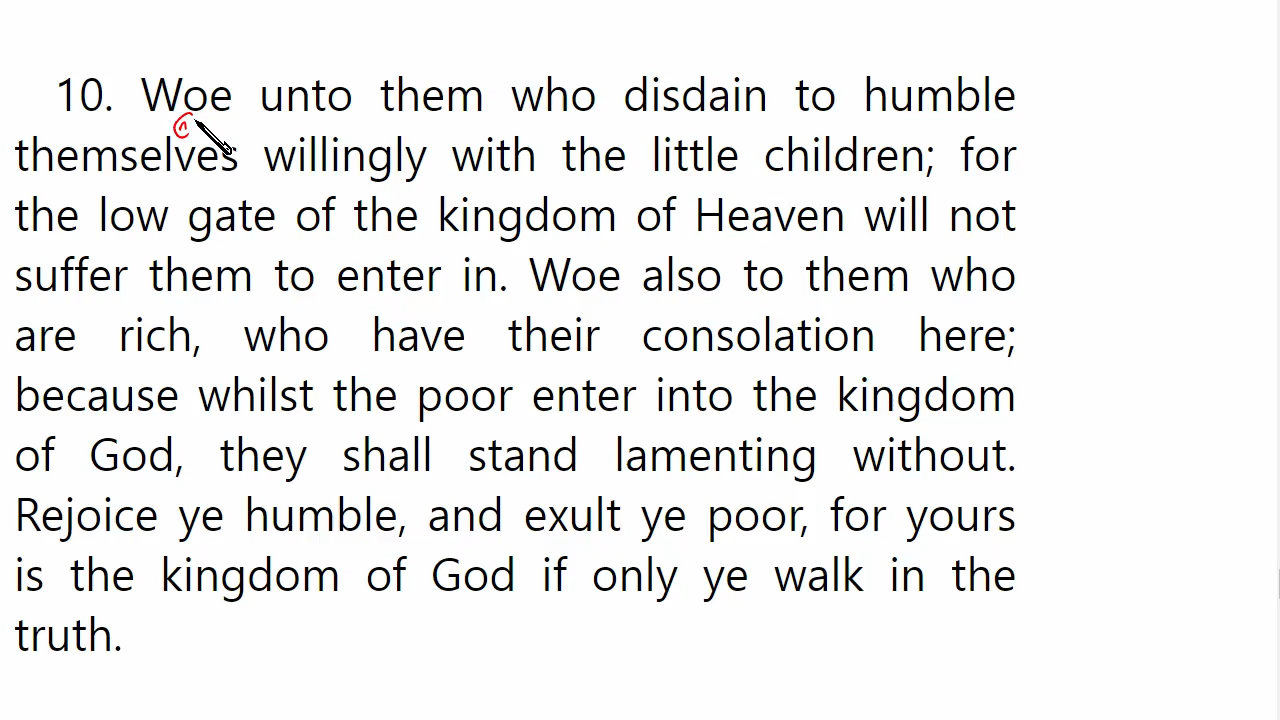 10. Woe unto them who disdain to humble
themselves willingly with the little children; for
the low gate of the kingdom of Heaven will not
suffer them to enter in. Woe also to them who
are rich, who have their consolation here;
because whilst the poor enter into the kingdom
of God, they shall stand lamenting without.
Rejoice ye humble, and exult ye poor, for yours
is the kingdom of God if only ye walk in the
truth.